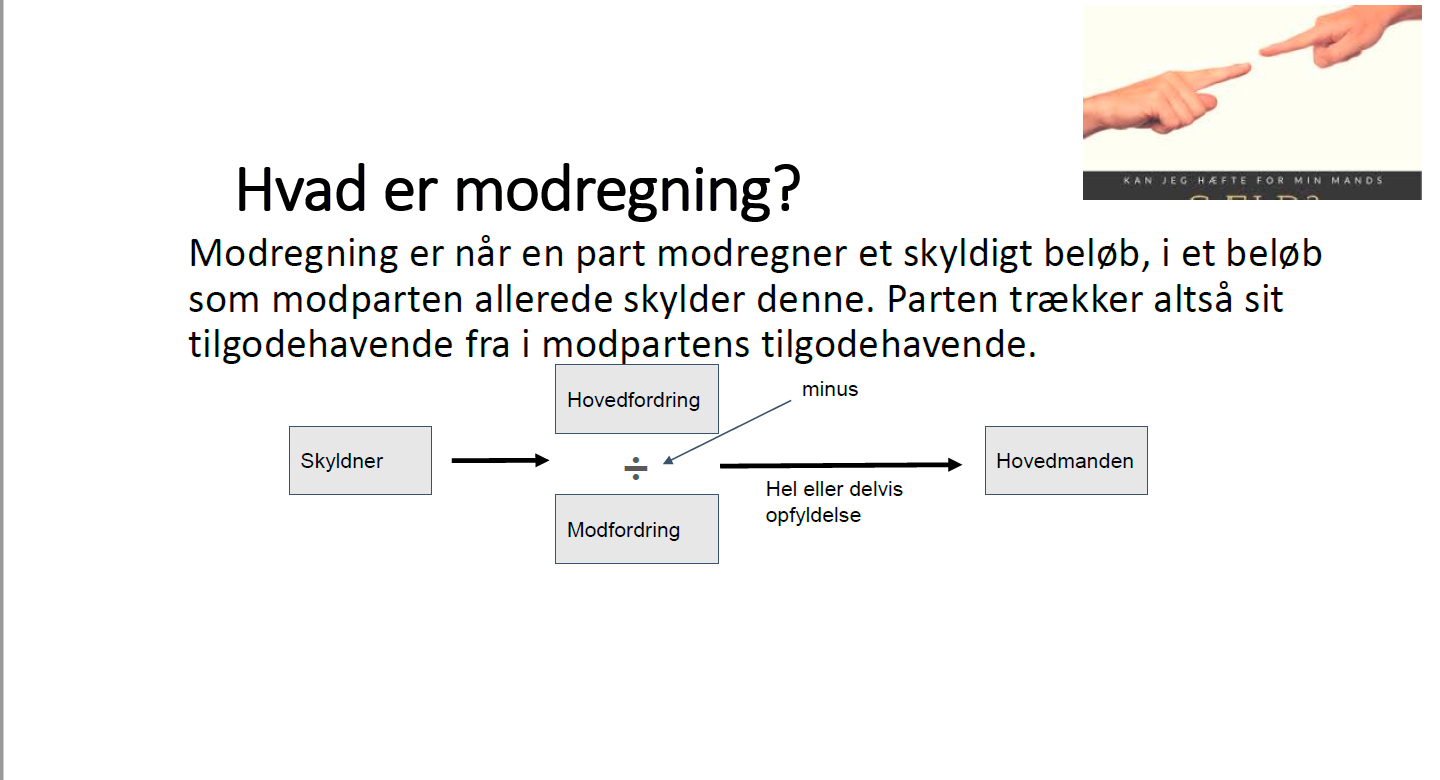 KAN JEG HÆFTE FOR MIN MANDS
Hvad er modregning?
Modregning er når en part modregner et skyldigt beløb, i et beløb
som modparten allerede skylder denne. Parten trækker altså sit
tilgodehavende fra i modpartens tilgodehavende.
Hovedfordring
minus
Skyldner
÷
Hovedmanden
Hel eller delvis
opfyldelse
Modfordring